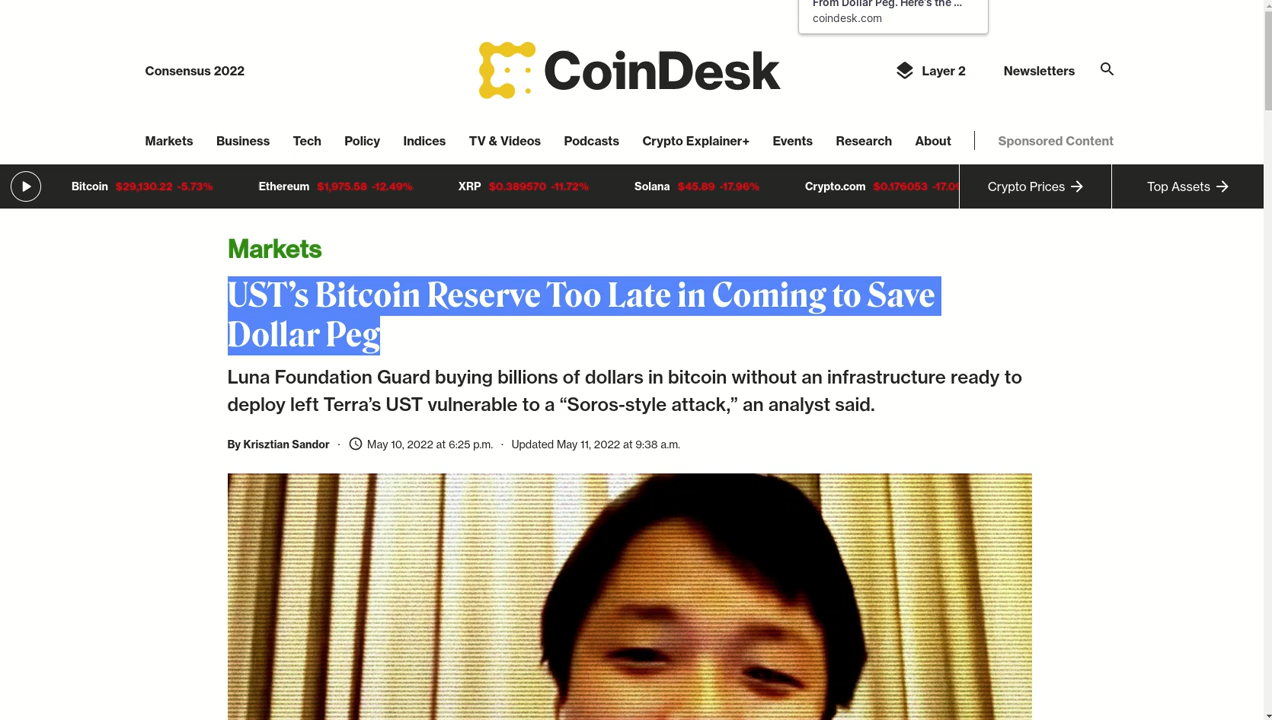 From Dollar Peg. Here's the ...
coindesk.com
Consensus 2022
CoinDesk
Layer 2
Newsletters
Markets Business Tech Policy Indices TV & Videos Podcasts Crypto Explainer+ Events Research About Sponsored Content
Bitcoin $29,130.22 -5.73% Ethereum $1,975.58 -12.49% XRP $0.389570 -11.72% Solana $45.89 -17.96% Crypto.com $0.176053 -17.0 Crypto Prices → Top Assets →
Markets
UST’s Bitcoin Reserve Too Late in Coming to Save
Dollar Peg
Luna Foundation Guard buying billions of dollars in bitcoin without an infrastructure ready to
deploy left Terra’s UST vulnerable to a “Soros-style attack,” an analyst said.
By Krisztian Sandor · May 10, 2022 at 6:25 p.m. · Updated May 11, 2022 at 9:38 a.m.